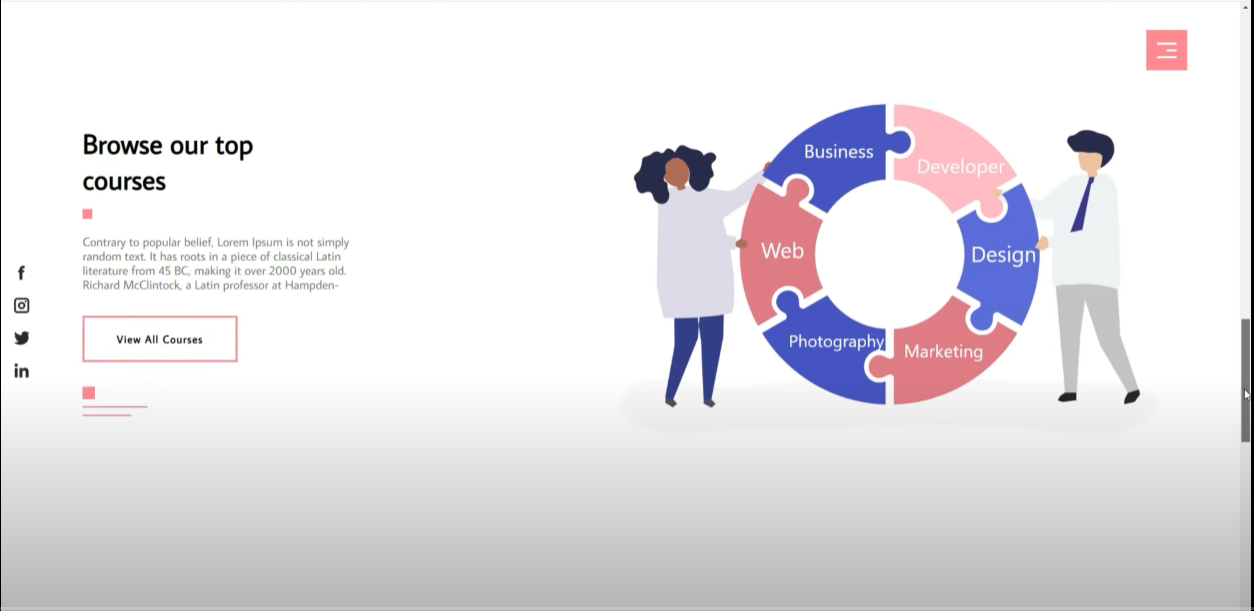 Browse our top
courses
Contrary to popular belief, Lorem Ipsum is not simply
random text. It has roots in a piece of classical Latin
literature from 45 BC, making it over 2000 years old.
Richard McClintock, a Latin professor at Hampden-
View All Courses
Business
Developer
Web
Design
Photography
Marketing